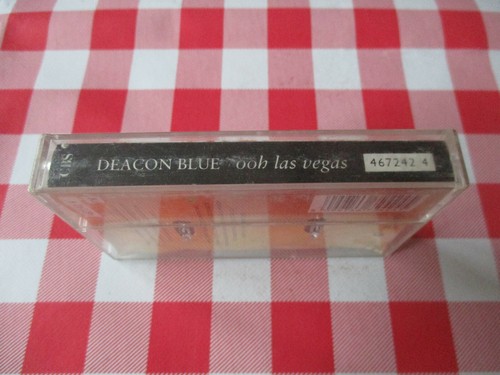 CBS
DEACON BLUE ooh las vegas 467242 4